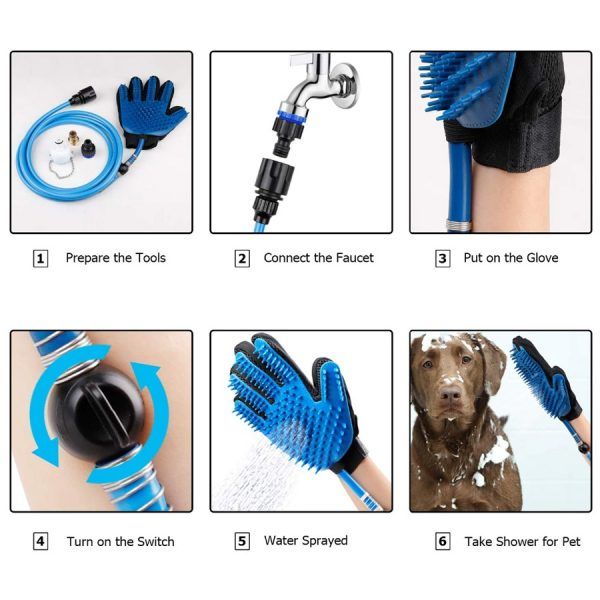 1 Prepare the Tools
2 Connect the Faucet
3 Put on the Glove
4 Turn on the Switch
5 Water Sprayed
6 Take Shower for Pet